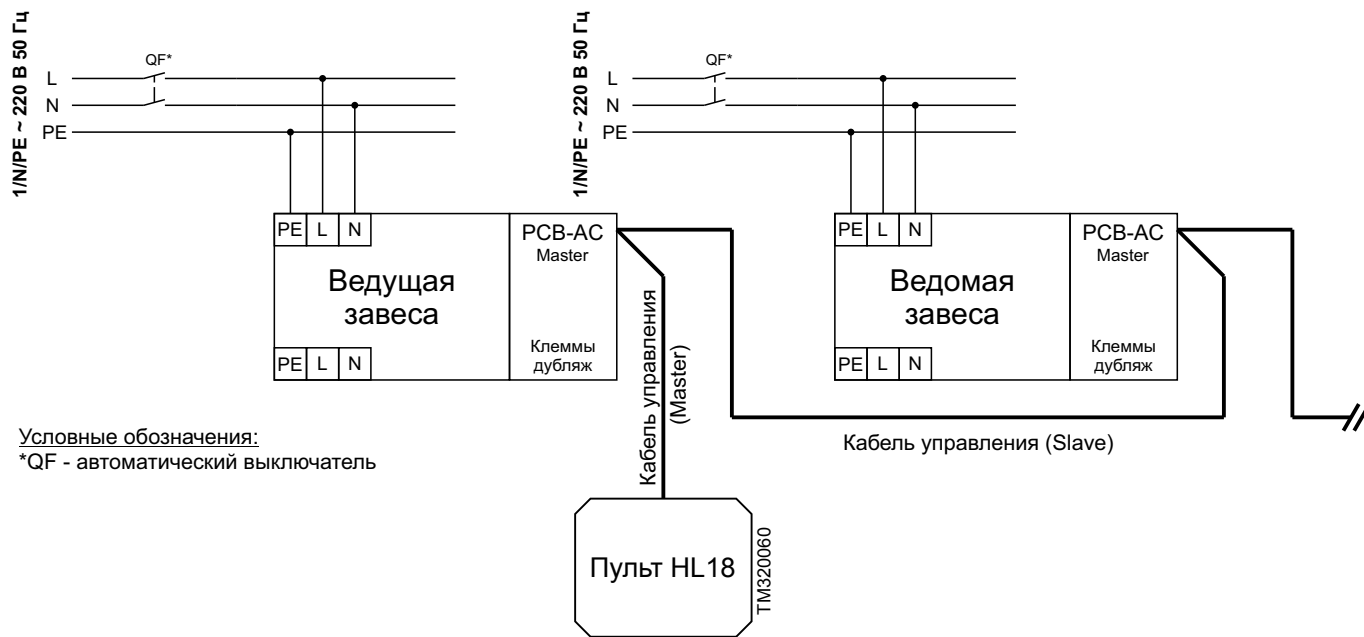 1/N/PE ~ 220 В 50 Гц
QF*
L
N
PE
PE L N
PCB-AC
Master
Ведущая
завеса
PE L N
Клеммы
дубляж
1/N/PE ~ 220 В 50 Гц
QF*
L
N
PE
PE L N
PCB-AC
Master
Ведомая
завеса
PE L N
Клеммы
дубляж
Кабель управления
(Master)
Кабель управления (Slave)
Условные обозначения:
*QF - автоматический выключатель
Пульт HL18
TM320060